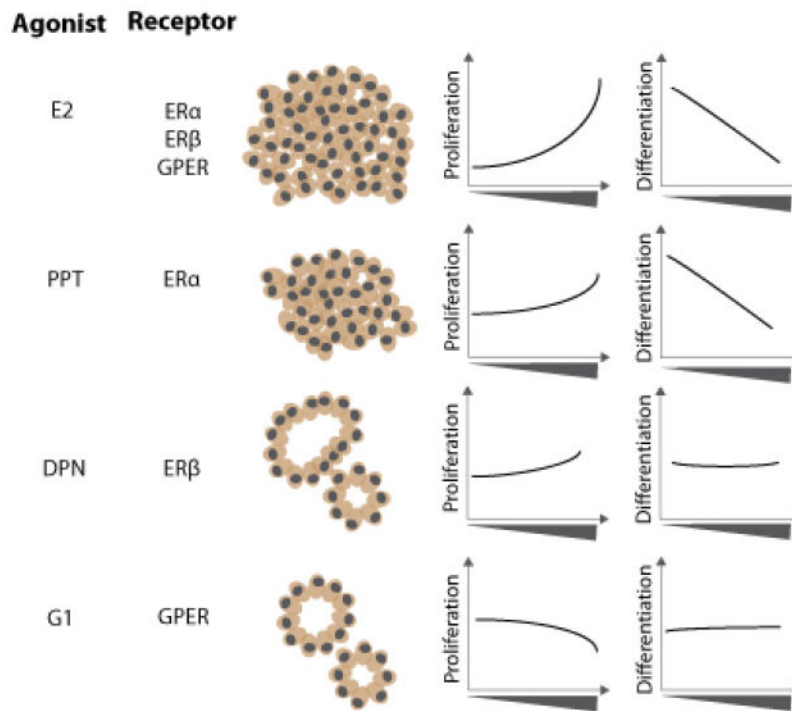 Agonist Receptor
E2
ERα
ERβ
GPER
Proliferation
Differentiation
PPT
ERα
Proliferation
Differentiation
DPN
ERβ
Proliferation
Differentiation
G1
GPER
Proliferation
Differentiation